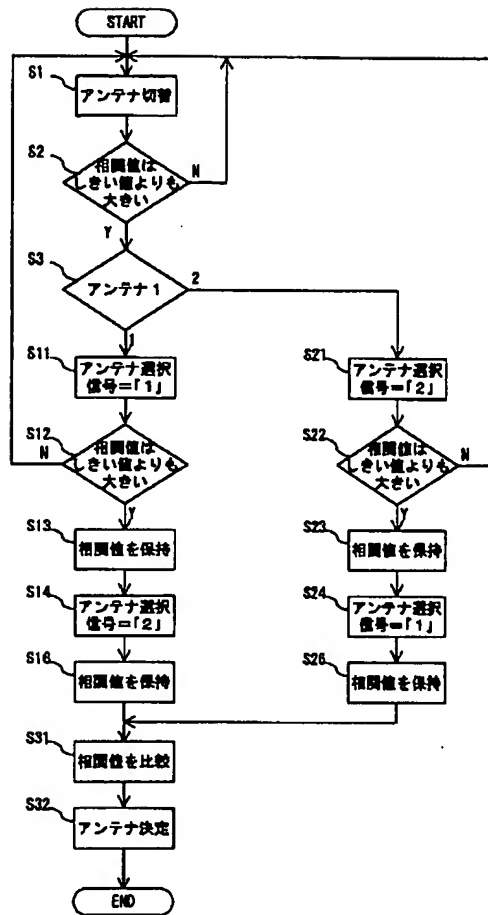 START
S1
アンテナ切替
S2
相関値は
しきい値よりも
大きい
N
Y
S3
アンテナ1
2
1
S11
アンテナ選択
信号=「1」
S12
相関値は
しきい値よりも
大きい
N
Y
S13
相関値を保持
S14
アンテナ選択
信号=「2」
S16
相関値を保持
S21
アンテナ選択
信号=「2」
S22
相関値は
しきい値よりも
大きい
N
Y
S23
相関値を保持
S24
アンテナ選択
信号=「1」
S26
相関値を保持
S31
相関値を比較
S32
アンテナ決定
END